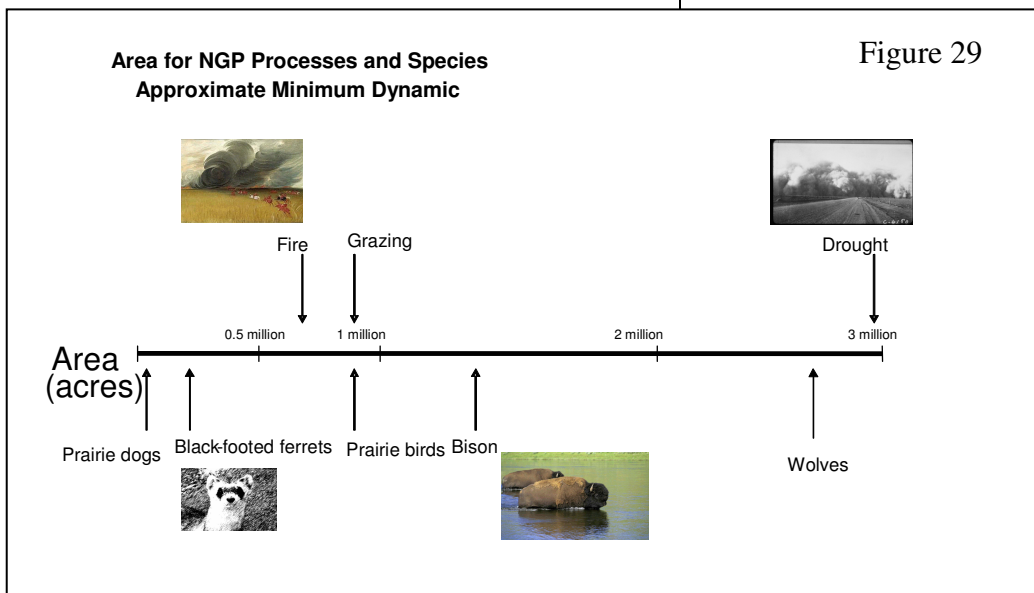 Area for NGP Processes and Species
Approximate Minimum Dynamic
Figure 29
Fire
Grazing
Drought
0.5 million
1 million
2 million
3 million
Area
(acres)
Prairie dogs
Black-footed ferrets
Prairie birds
Bison
Wolves